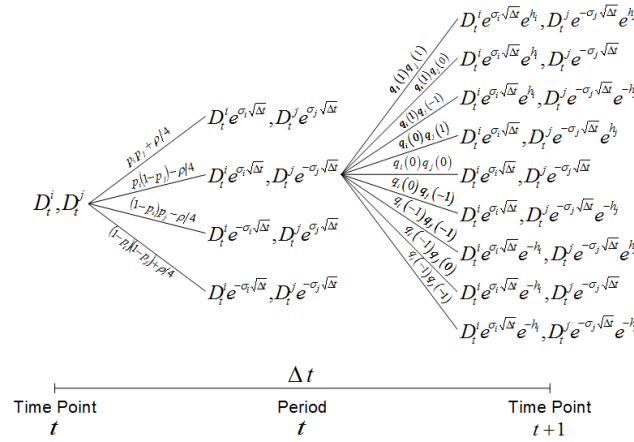 D_t^i e^{σ_i√Δt} e^{h_i}, D_t^j e^{-σ_j√Δt} e^{h_j}
q_i(1)q_j(1)
D_t^i e^{σ_i√Δt} e^{h_i}, D_t^j e^{-σ_j√Δt}
q_i(1)q_j(0)
D_t^i e^{σ_i√Δt} e^{h_i}, D_t^j e^{-σ_j√Δt} e^{-h_j}
q_i(1)q_j(-1)
D_t^i e^{σ_i√Δt}, D_t^j e^{σ_j√Δt}
p_i p_j + ρ/4
D_t^i e^{σ_i√Δt}, D_t^j e^{-σ_j√Δt} e^{h_j}
q_i(0)q_j(1)
D_t^i e^{σ_i√Δt}, D_t^j e^{-σ_j√Δt}
p_i(1-p_j)-ρ/4
D_t^i e^{σ_i√Δt}, D_t^j e^{-σ_j√Δt}
q_i(0)q_j(0)
D_t^i, D_t^j
D_t^i e^{σ_i√Δt}, D_t^j e^{-σ_j√Δt} e^{-h_j}
q_i(0)q_j(-1)
D_t^i e^{-σ_i√Δt}, D_t^j e^{σ_j√Δt}
(1-p_i)p_j-ρ/4
D_t^i e^{σ_i√Δt} e^{-h_i}, D_t^j e^{-σ_j√Δt} e^{-h_j}
q_i(-1)q_j(-1)
D_t^i e^{-σ_i√Δt}, D_t^j e^{-σ_j√Δt}
(1-p_i)(1-p_j)+ρ/4
D_t^i e^{σ_i√Δt} e^{-h_i}, D_t^j e^{-σ_j√Δt}
q_i(-1)q_j(0)
D_t^i e^{σ_i√Δt} e^{-h_i}, D_t^j e^{-σ_j√Δt} e^{-h_j}
q_i(-1)q_j(-1)
Δt
Time Point
t
Period
t
Time Point
t+1